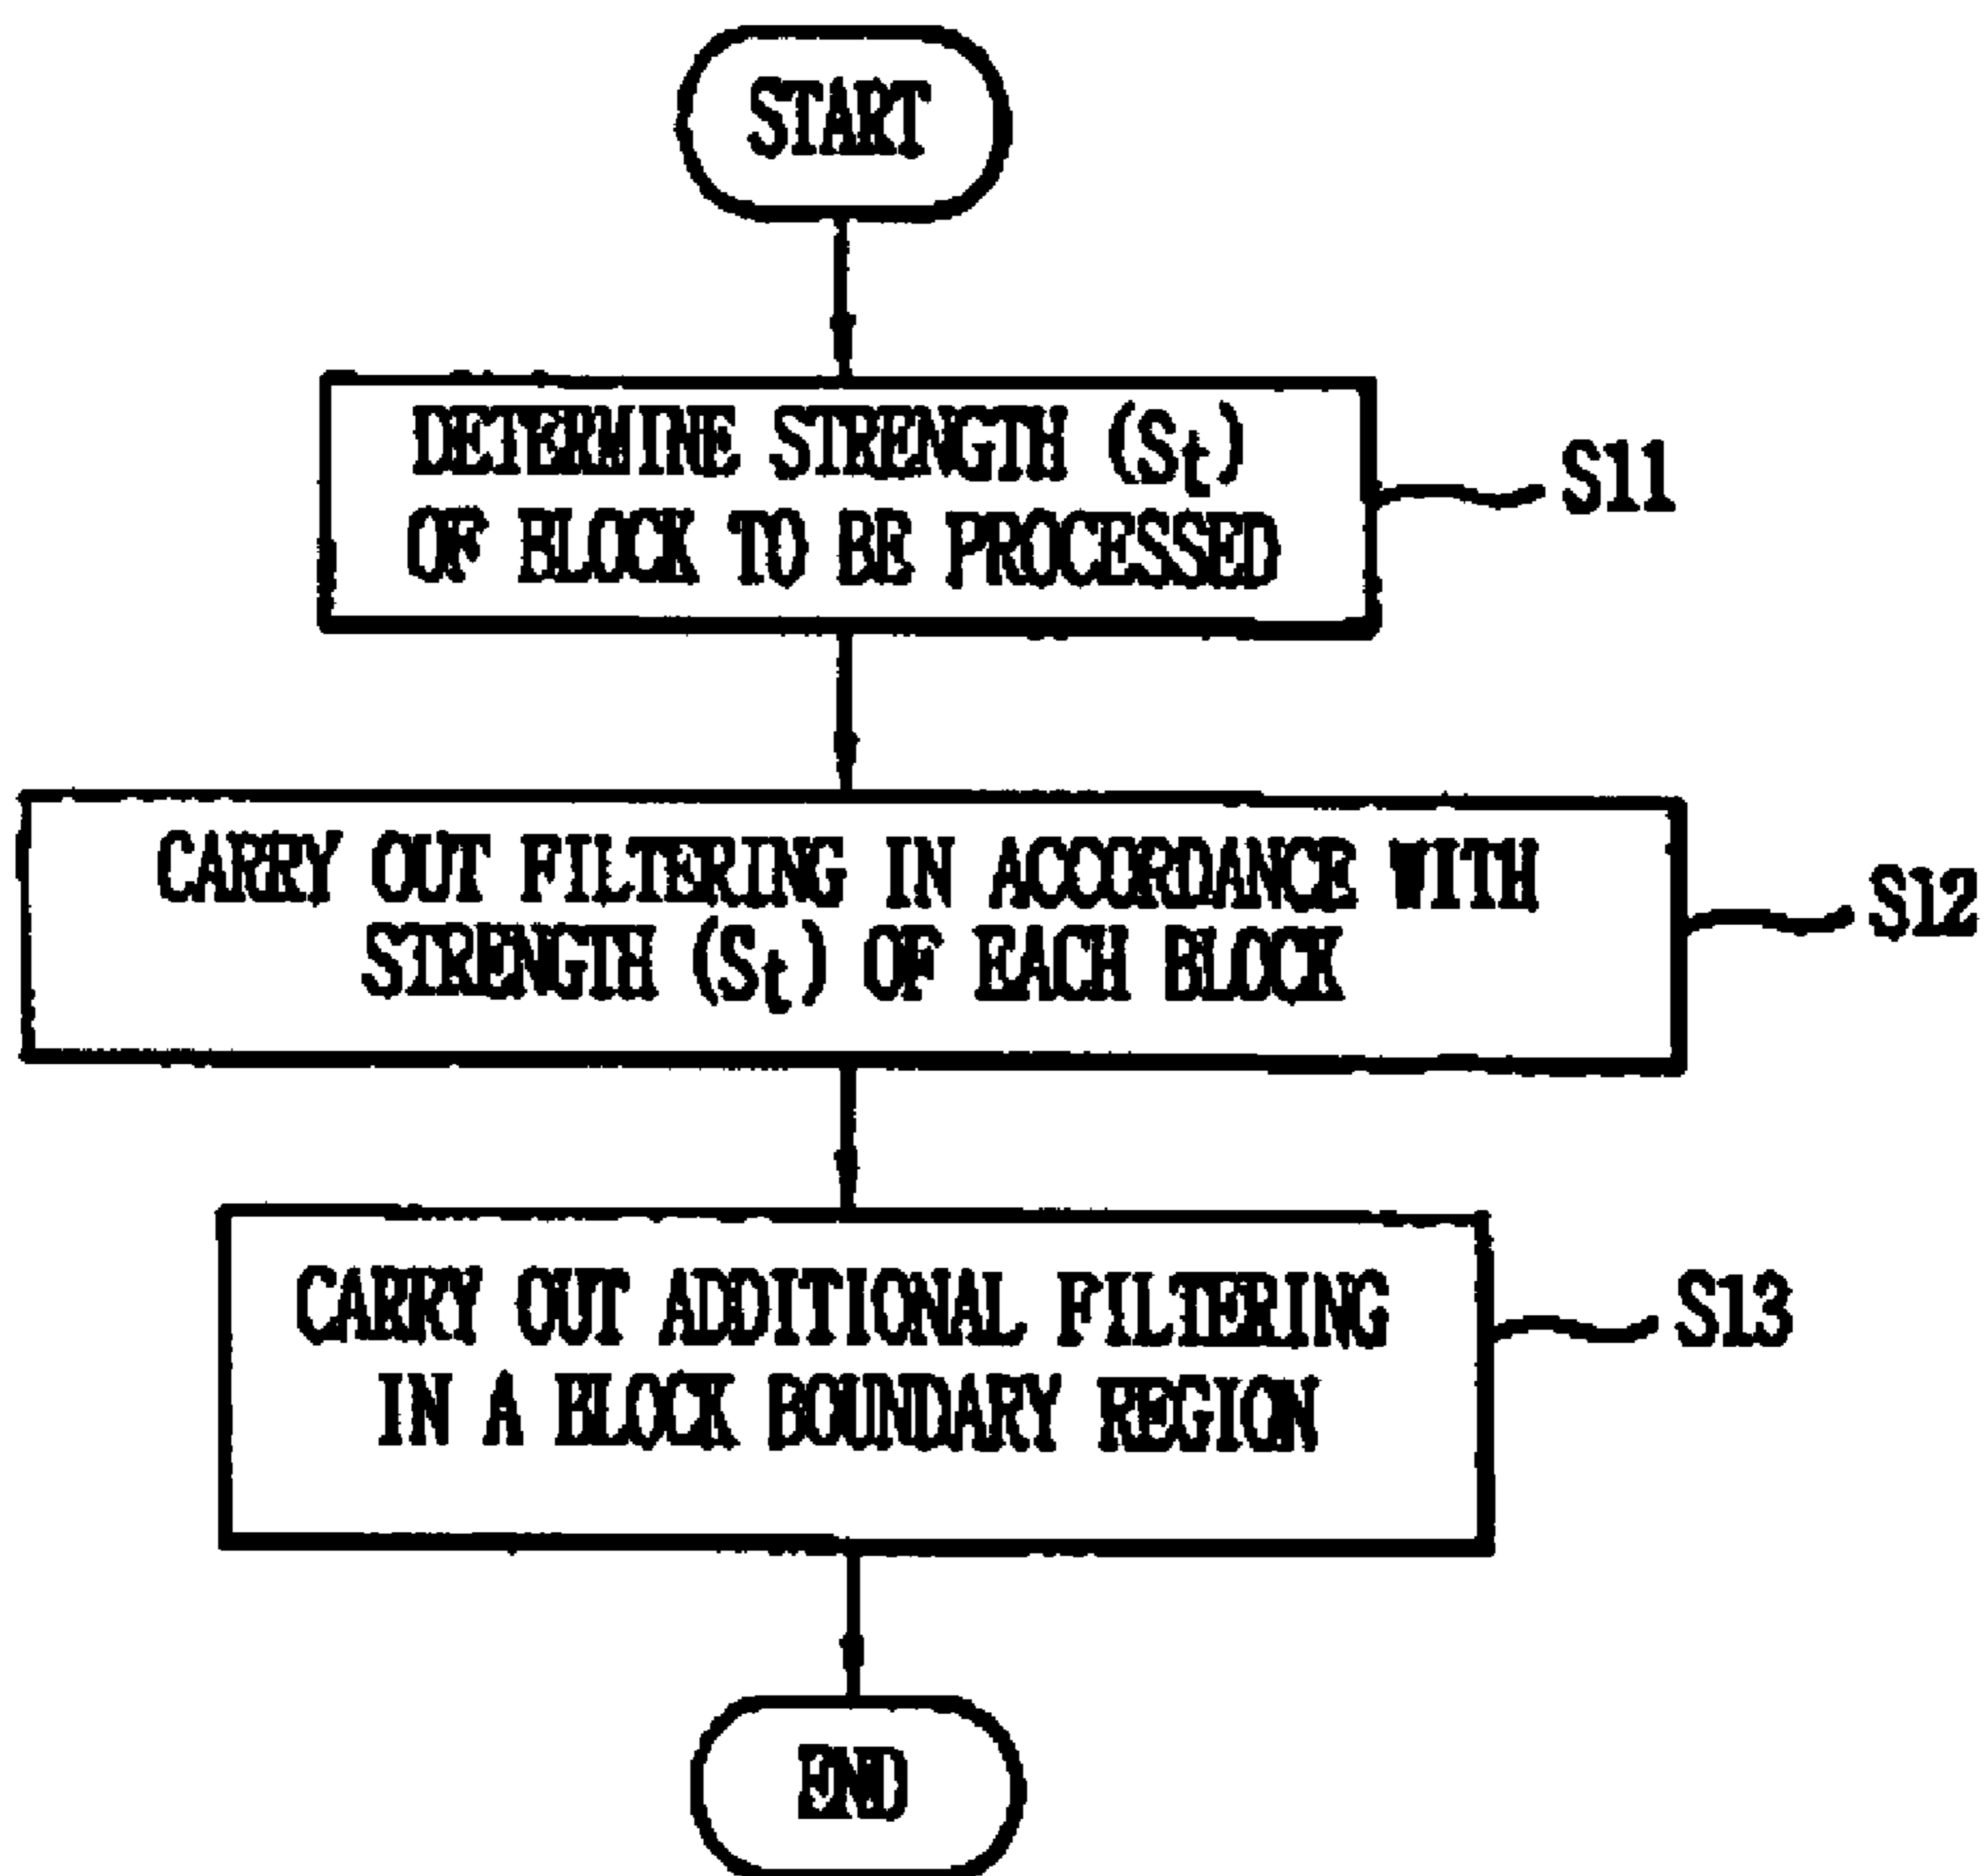 START
DETERMINE STRENGTH (St)
OF BLOCK TO BE PROCESSED
S11
CARRY OUT FILTERING IN ACCORDANCE WITH
STRENGTH (St) OF EACH BLOCK
S12
CARRY OUT ADDITIONAL FILTERING
IN A BLOCK BOUNDARY REGION
S13
END